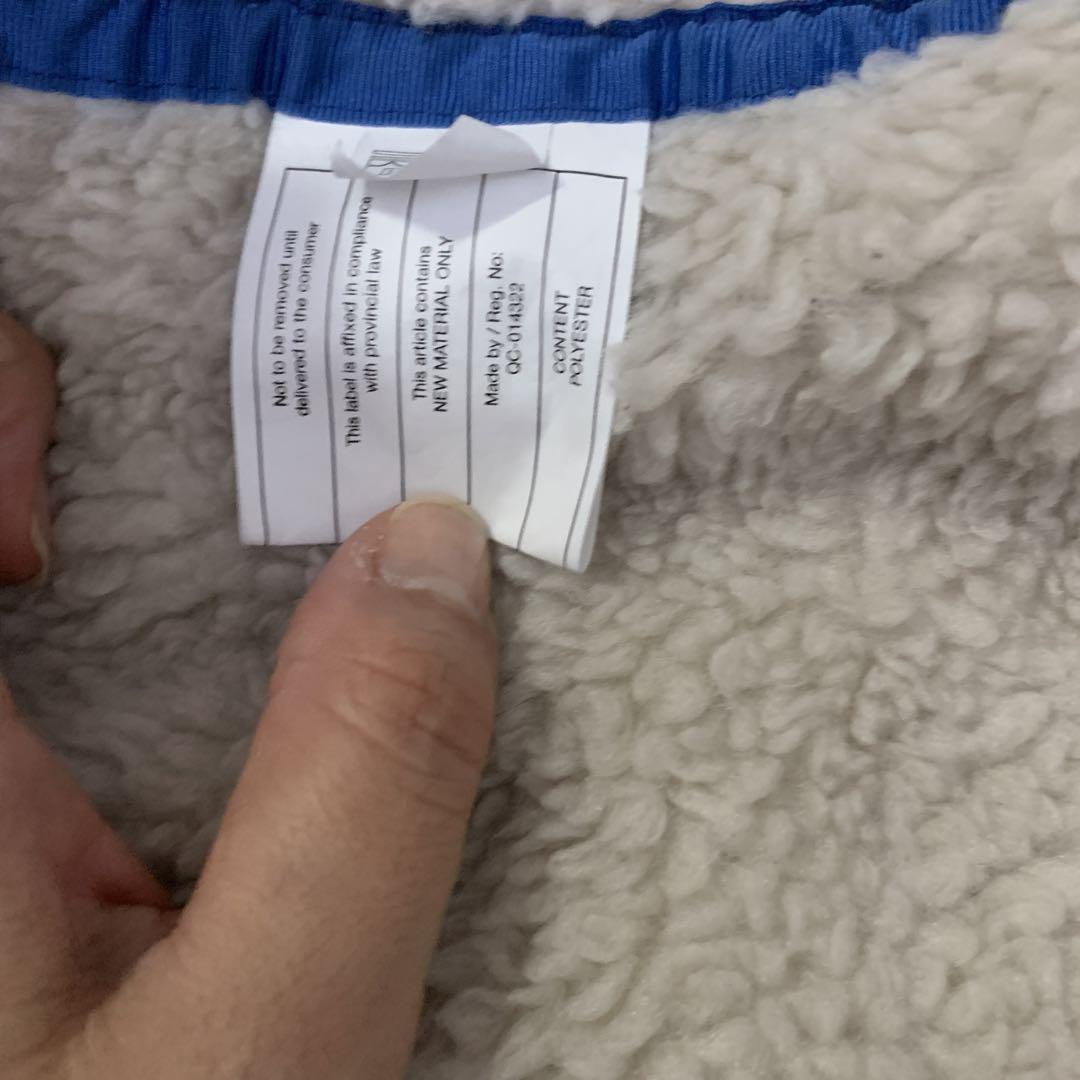 Not to be removed until
delivered to the consumer
This label is affixed in compliance
with provincial law
This article contains
NEW MATERIAL ONLY
Made by / Reg. No:
QC-014322
CONTENT
POLYESTER